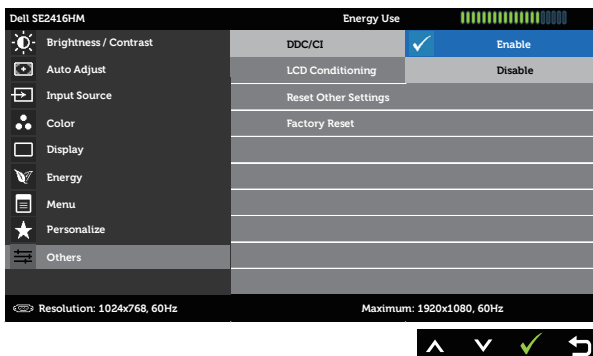 Dell SE2416HM Energy Use
Brightness / Contrast DDC/CI Enable
Auto Adjust LCD Conditioning Disable
Input Source Reset Other Settings
Color Factory Reset
Display
Energy
Menu
Personalize
Others
Resolution: 1024x768, 60Hz Maximum: 1920x1080, 60Hz